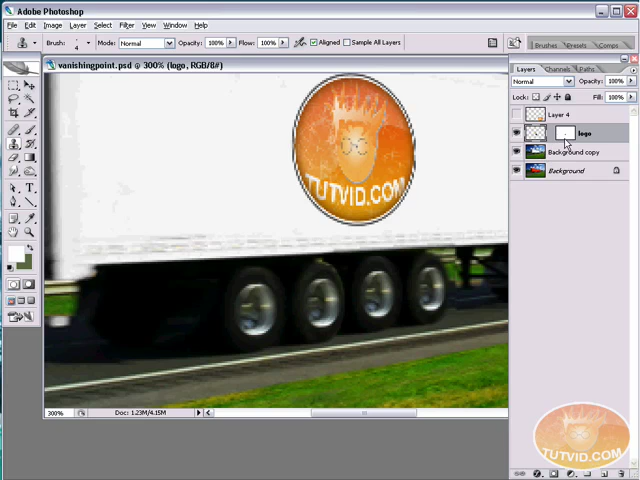 Adobe Photoshop
File Edit Image Layer Select Filter View Window Help
Brush: 4 Mode: Normal Opacity: 100% Flow: 100% Aligned Sample All Layers
Brushes Presets Comps
vanishingpoint.psd @ 300% (logo, RGB/8#)
Layers Channels Paths
Normal Opacity: 100%
Lock: Fill: 100%
Layer 4
logo
Background copy
Background
TUTVID.COM
300% Doc: 1.23M/4.15M
TUTVID.COM